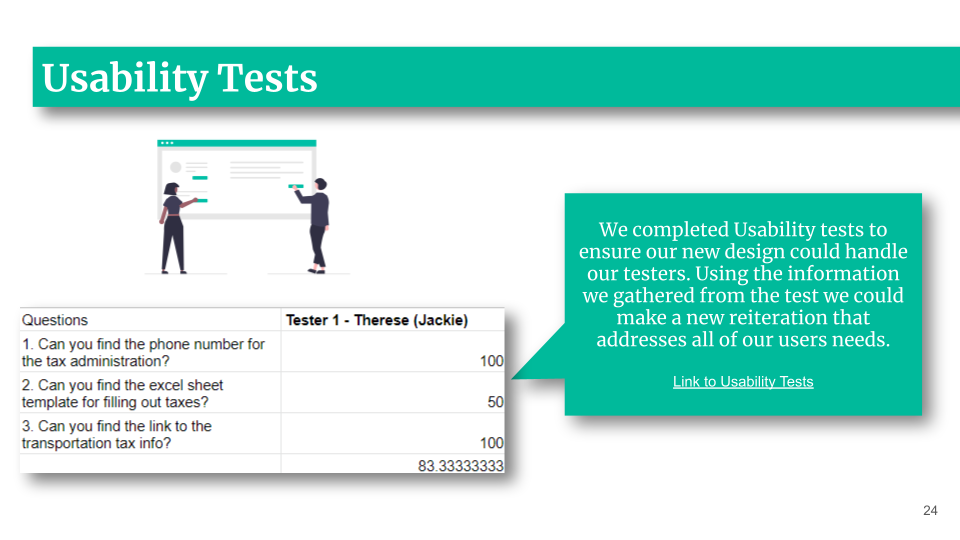 Usability Tests
We completed Usability tests to
ensure our new design could handle
our testers. Using the information
we gathered from the test we could
make a new reiteration that
addresses all of our users needs.
Link to Usability Tests
Questions Tester 1 - Therese (Jackie)
1. Can you find the phone number for
the tax administration? 100
2. Can you find the excel sheet
template for filling out taxes? 50
3. Can you find the link to the
transportation tax info? 100
83.33333333
24